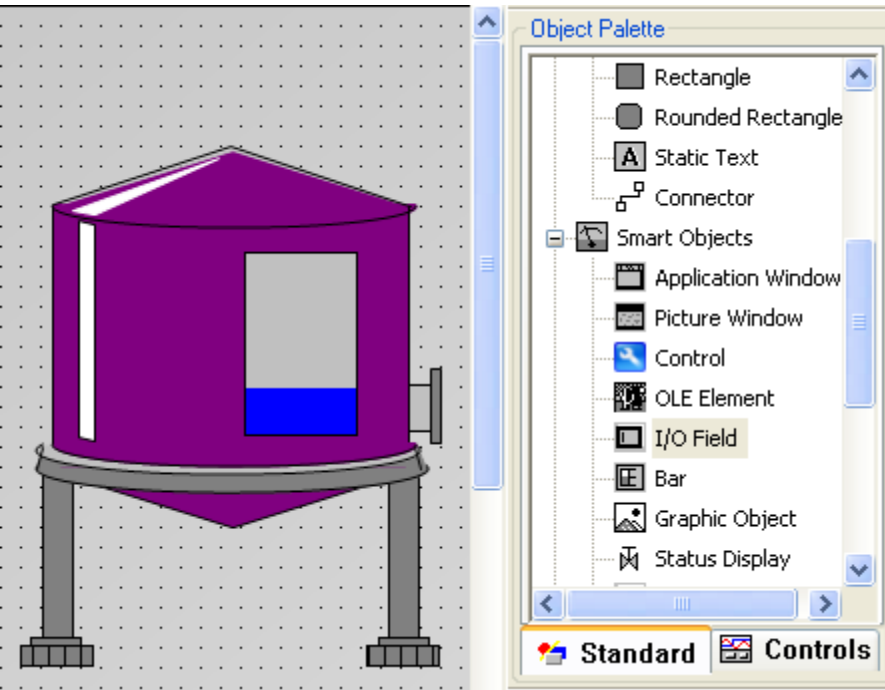 Object Palette
Rectangle
Rounded Rectangle
A Static Text
Connector
Smart Objects
Application Window
Picture Window
Control
OLE Element
I/O Field
Bar
Graphic Object
Status Display
Standard
Controls